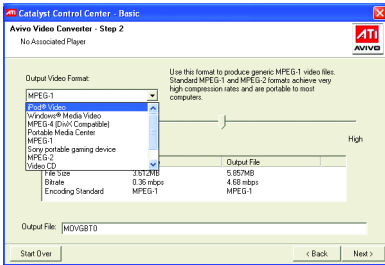 ATI Catalyst Control Center - Basic
Avivo Video Converter - Step 2
No Associated Player
ATI
AVIVO
Output Video Format:
MPEG-1
iPod® Video
Windows® Media Video
MPEG-4 (DivX Compatible)
Portable Media Center
MPEG-1
Sony portable gaming device
MPEG-2
Video CD
Use this format to produce generic MPEG-1 video files.
Standard MPEG-1 and MPEG-2 formats achieve very
high compression rates and are portable to most
computers.
High
Output File
File Size 3.612MB 5.857MB
Bitrate 0.36 mbps 4.68 mbps
Encoding Standard MPEG-1 MPEG-1
Output File: MOVGBT0
Start Over < Back Next >